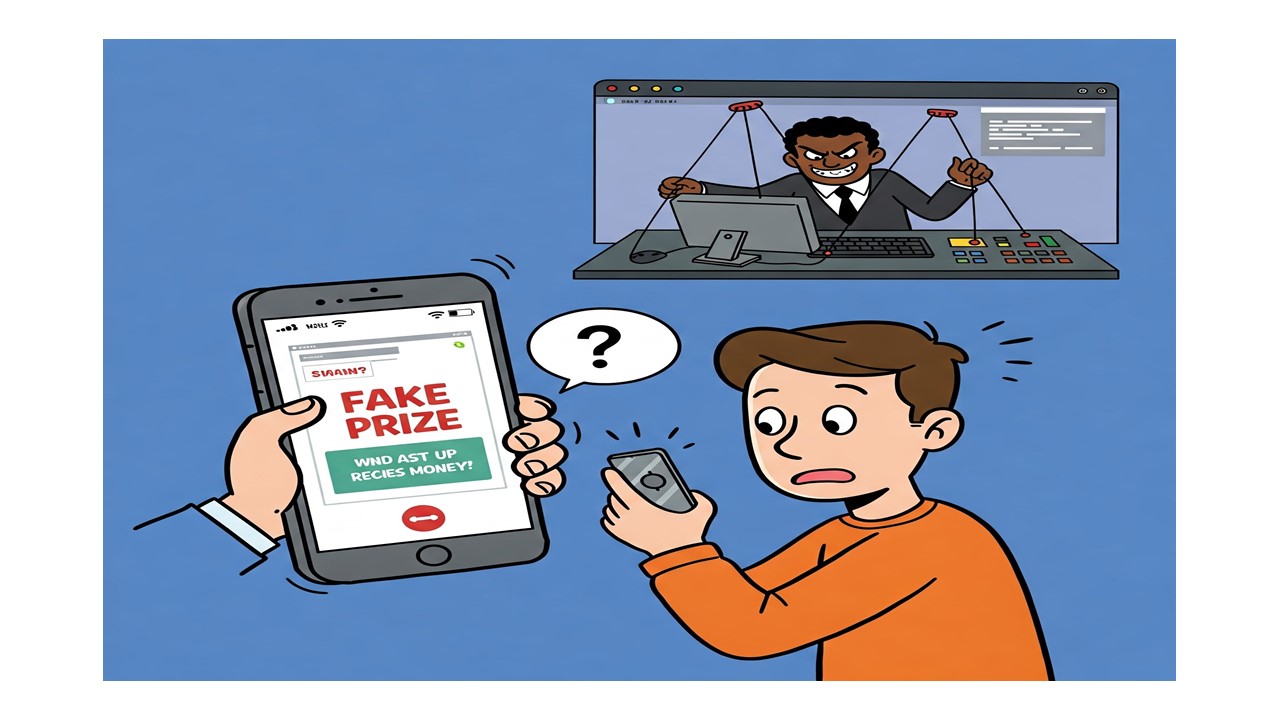 SWAIN?
FAKE
PRIZE
WND AST UP
RECIES MONEY!
?